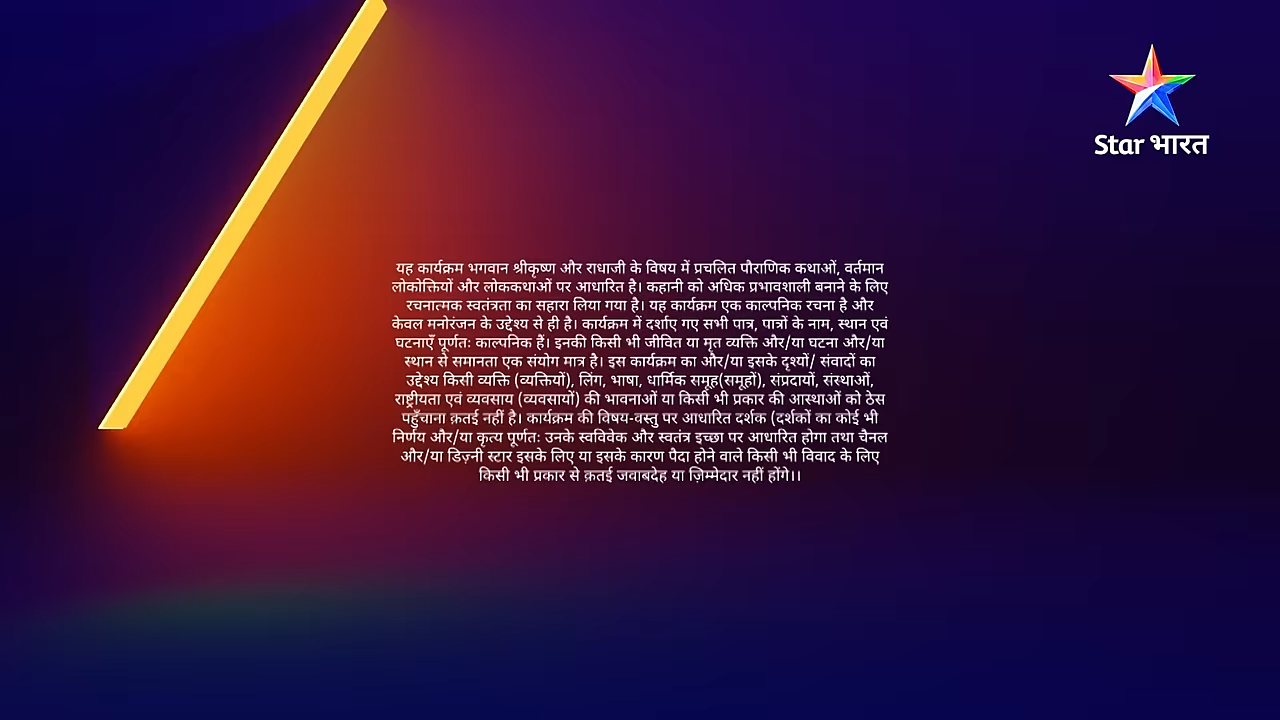 Star भारत
यह कार्यक्रम भगवान श्रीकृष्ण और राधाजी के विषय में प्रचलित पौराणिक कथाओं, वर्तमान
लोकोक्तियों और लोककथाओं पर आधारित है। कहानी को अधिक प्रभावशाली बनाने के लिए
रचनात्मक स्वतंत्रता का सहारा लिया गया है। यह कार्यक्रम एक काल्पनिक रचना है और
केवल मनोरंजन के उद्देश्य से ही है। कार्यक्रम में दर्शाए गए सभी पात्र, पात्रों के नाम, स्थान एवं
घटनाएँ पूर्णतः काल्पनिक हैं। इनकी किसी भी जीवित या मृत व्यक्ति और/या घटना और/या
स्थान से समानता एक संयोग मात्र है। इस कार्यक्रम का और/या इसके दृश्यों/ संवादों का
उद्देश्य किसी व्यक्ति (व्यक्तियों), लिंग, भाषा, धार्मिक समूह(समूहों), संप्रदायों, संस्थाओं,
राष्ट्रीयता एवं व्यवसाय (व्यवसायों) की भावनाओं या किसी भी प्रकार की आस्थाओं को ठेस
पहुँचाना क़तई नहीं है। कार्यक्रम की विषय-वस्तु पर आधारित दर्शक (दर्शकों का कोई भी
निर्णय और/या कृत्य पूर्णतः उनके स्वविवेक और स्वतंत्र इच्छा पर आधारित होगा तथा चैनल
और/या डिज़्नी स्टार इसके लिए या इसके कारण पैदा होने वाले किसी भी विवाद के लिए
किसी भी प्रकार से क़तई जवाबदेह या ज़िम्मेदार नहीं होंगे।।